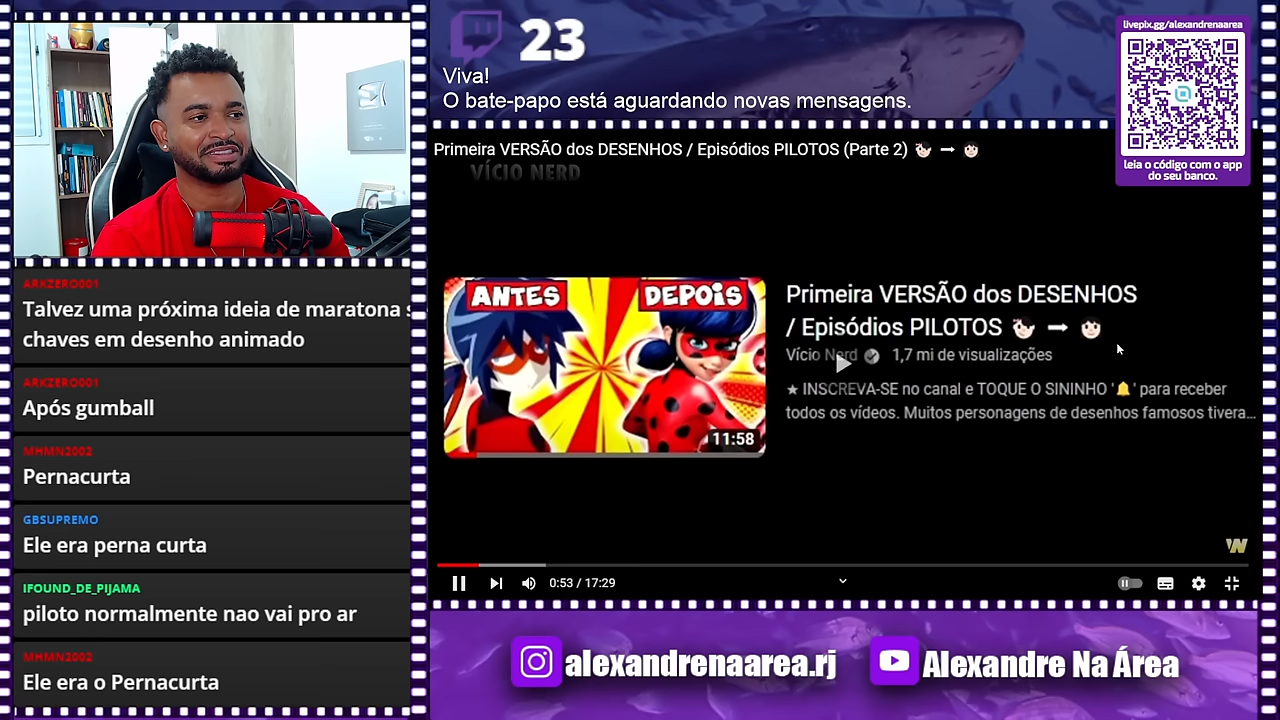 23
Viva!
O bate-papo está aguardando novas mensagens.
livepix.gg/alexandrenaarea
leia o código com o app
do seu banco.
Primeira VERSÃO dos DESENHOS / Episódios PILOTOS (Parte 2) 🐮 ➡ 👦🏻
VÍCIO NERD
ANTES
DEPOIS
11:58
Primeira VERSÃO dos DESENHOS
/ Episódios PILOTOS
Vício Nerd
1,7 mi de visualizações
★ INSCREVA-SE no canal e TOQUE O SININHO '🔔' para receber
todos os vídeos. Muitos personagens de desenhos famosos tivera...
W
0:53 / 17:29
ARKZERO001
Talvez uma próxima ideia de maratona
chaves em desenho animado
ARKZERO001
Após gumball
MHMN2002
Pernacurta
GBSUPREMO
Ele era perna curta
IFOUND_DE_PIJAMA
piloto normalmente nao vai pro ar
MHMN2002
Ele era o Pernacurta
alexandrenaarea.rj
Alexandre Na Área